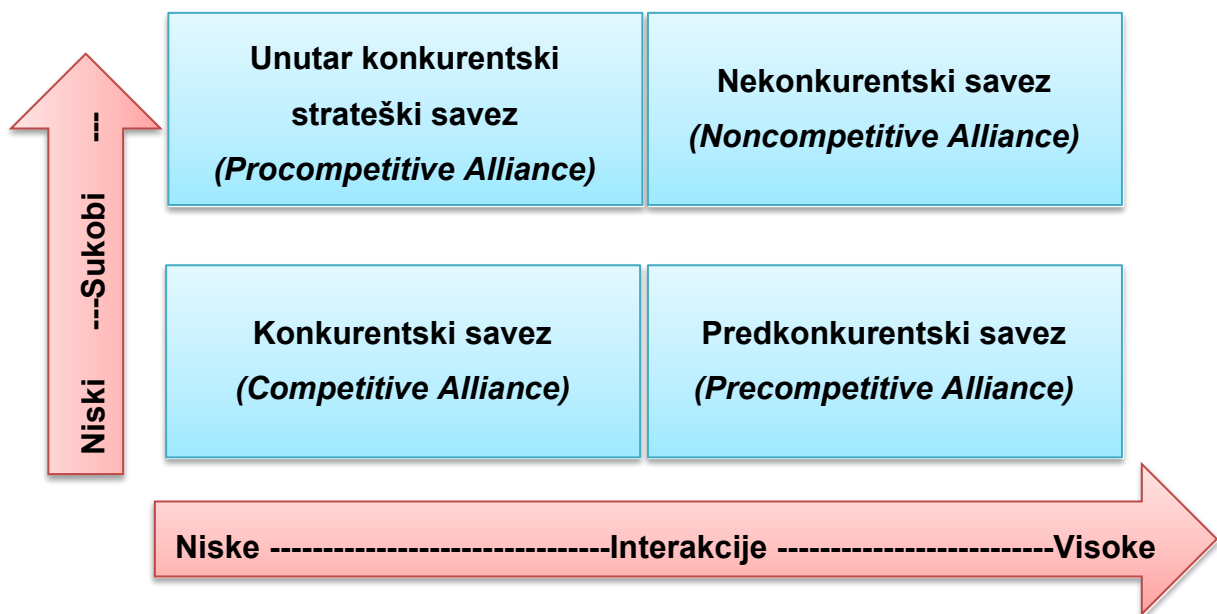 Unutar konkurentski
strateški savez
(Procompetitive Alliance)
Nekonkurentski savez
(Noncompetitive Alliance)
Niski ---Sukobi ---
Konkurentski savez
(Competitive Alliance)
Predkonkurentski savez
(Precompetitive Alliance)
Niske --------------------------------Interakcije --------------------------Visoke